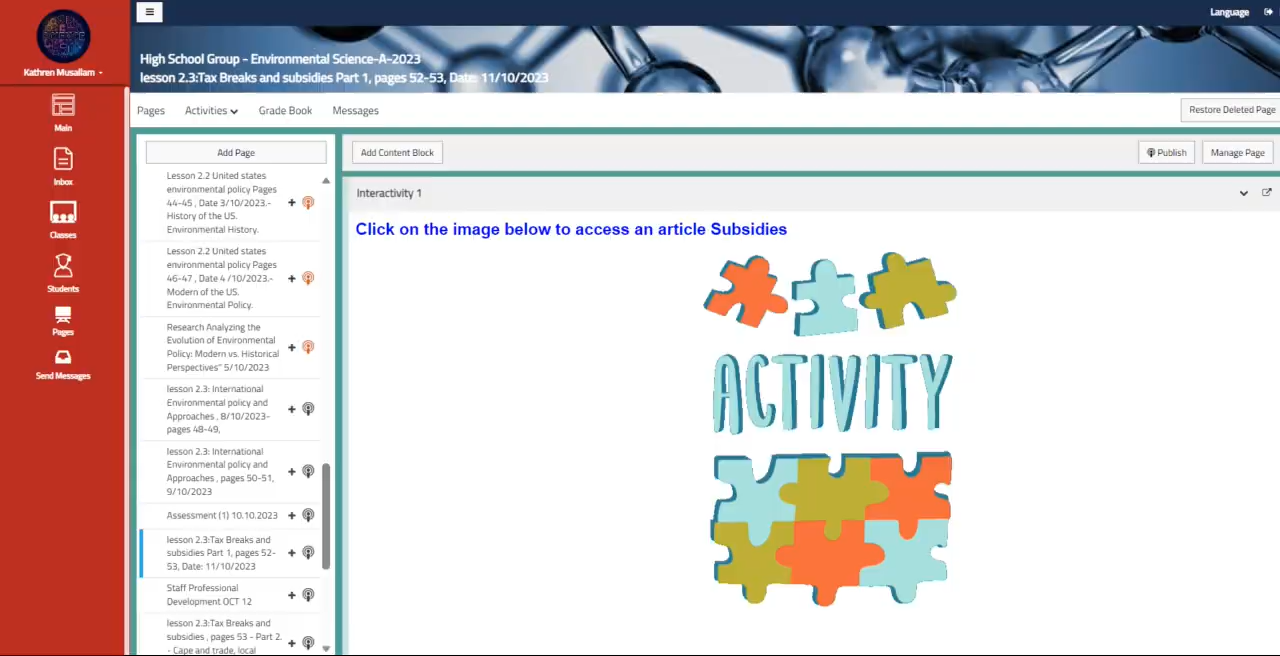 Language
Kathren Musallam
Main
Inbox
Classes
Students
Pages
Send Messages
High School Group - Environmental Science-A-2023
lesson 2.3:Tax Breaks and subsidies Part 1, pages 52-53, Date: 11/10/2023
Pages
Activities
Grade Book
Messages
Restore Deleted Page
Add Page
Lesson 2.2 United states
environmental policy Pages
44-45 , Date 3/10/2023.-
History of the US.
Environmental History.
Lesson 2.2 United states
environmental policy Pages
46-47 , Date 4 /10/2023.-
Modern of the US.
Environmental Policy.
Research Analyzing the
Evolution of Environmental
Policy: Modern vs. Historical
Perspectives" 5/10/2023
lesson 2.3: International
Environmental policy and
Approaches , 8/10/2023-
pages 48-49,
lesson 2.3: International
Environmental policy and
Approaches , pages 50-51,
9/10/2023
Assessment (1) 10.10.2023
lesson 2.3:Tax Breaks and
subsidies Part 1, pages 52-
53, Date: 11/10/2023
Staff Professional
Development OCT 12
lesson 2.3:Tax Breaks and
subsidies , pages 53 - Part 2.
- Cape and trade, local
Add Content Block
Publish
Manage Page
Interactivity 1
Click on the image below to access an article Subsidies
ACTIVITY